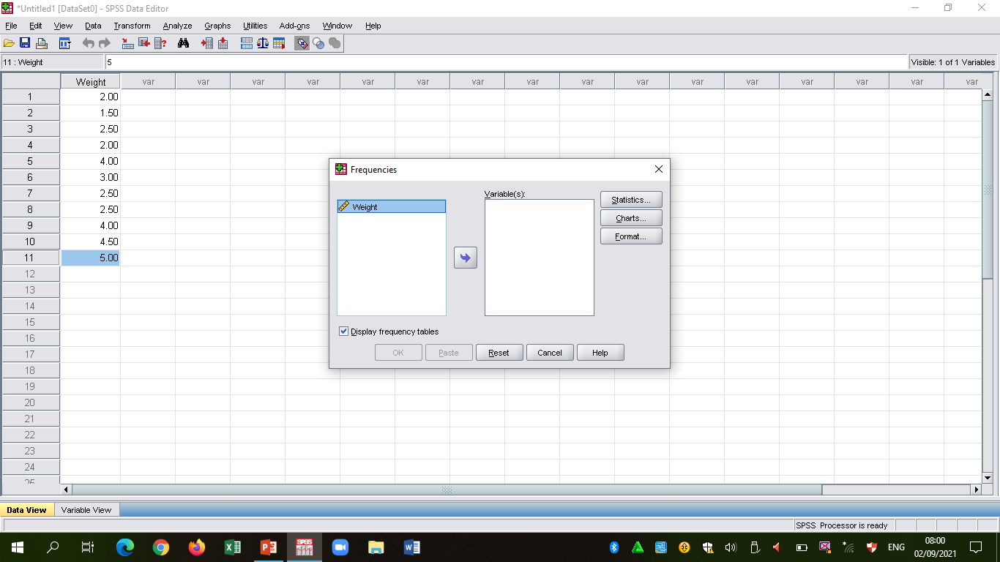 *Untitled1 [DataSet0] - SPSS Data Editor
File Edit View Data Transform Analyze Graphs Utilities Add-ons Window Help
11 : Weight 5 Visible: 1 of 1 Variables
Weight var var var var var var var var var var var var var var var var
1 2.00
2 1.50
3 2.50
4 2.00
5 4.00
6 3.00
7 2.50
8 2.50
9 4.00
10 4.50
11 5.00
12
13
14
15
16
17
18
19
20
21
22
23
24
25
Frequencies
Variable(s):
Weight
Statistics...
Charts...
Format...
Display frequency tables
OK Paste Reset Cancel Help
Data View Variable View
SPSS Processor is ready
SPSS
ENG
08:00
02/09/2021